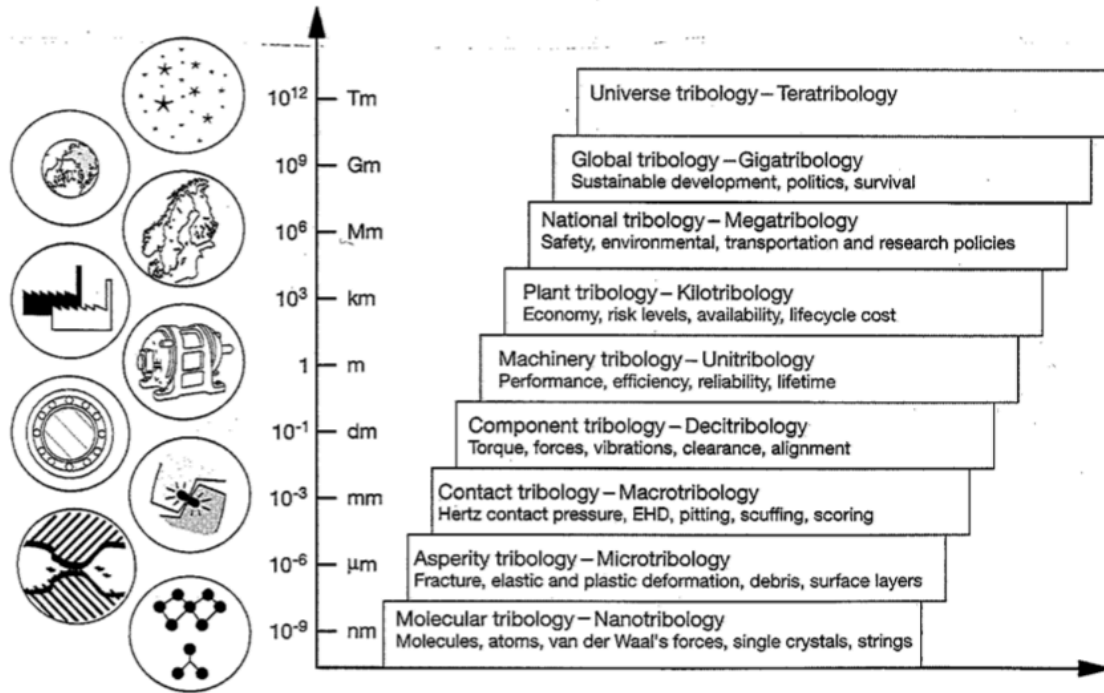 10¹² Tm Universe tribology – Teratribology
10⁹ Gm Global tribology – Gigatribology
Sustainable development, politics, survival
10⁶ Mm National tribology – Megatribology
Safety, environmental, transportation and research policies
10³ km Plant tribology – Kilotribology
Economy, risk levels, availability, lifecycle cost
1 m Machinery tribology – Unitribology
Performance, efficiency, reliability, lifetime
10⁻¹ dm Component tribology – Decitribology
Torque, forces, vibrations, clearance, alignment
10⁻³ mm Contact tribology – Macrotribology
Hertz contact pressure, EHD, pitting, scuffing, scoring
10⁻⁶ μm Asperity tribology – Microtribology
Fracture, elastic and plastic deformation, debris, surface layers
10⁻⁹ nm Molecular tribology – Nanotribology
Molecules, atoms, van der Waal's forces, single crystals, strings